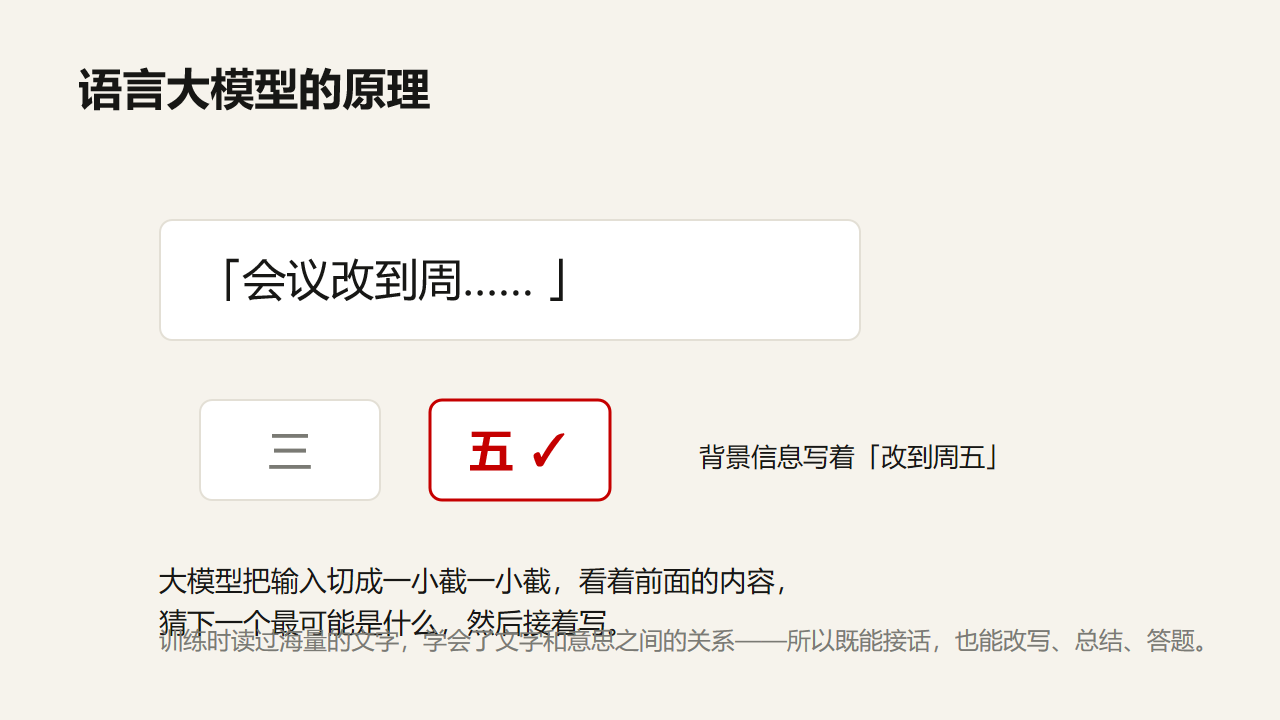 语言大模型的原理
「会议改到周…… 」
三
五 ✓
背景信息写着「改到周五」
大模型把输入切成一小截一小截，看着前面的内容，
猜下一个最可能是什么，然后接着写。
训练时读过海量的文字，学会了文字和意思之间的关系——所以既能接话，也能改写、总结、答题。